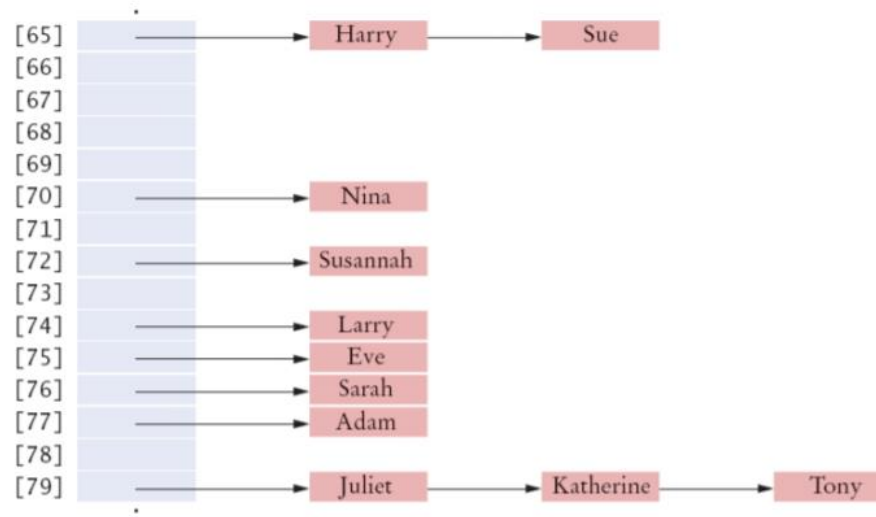 [65] Harry Sue
[66]
[67]
[68]
[69]
[70] Nina
[71]
[72] Susannah
[73]
[74] Larry
[75] Eve
[76] Sarah
[77] Adam
[78]
[79] Juliet Katherine Tony